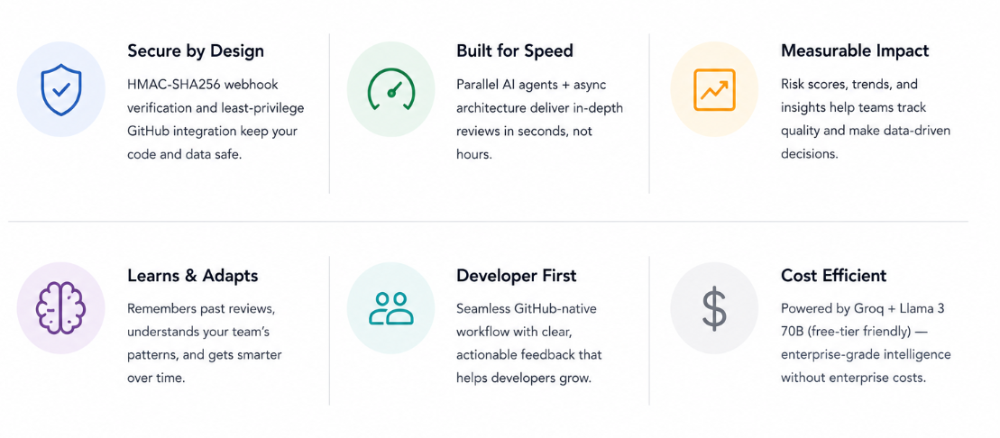 Secure by Design
HMAC-SHA256 webhook
verification and least-privilege
GitHub integration keep your
code and data safe.
Built for Speed
Parallel AI agents + async
architecture deliver in-depth
reviews in seconds, not
hours.
Measurable Impact
Risk scores, trends, and
insights help teams track
quality and make data-driven
decisions.
Learns & Adapts
Remembers past reviews,
understands your team's
patterns, and gets smarter
over time.
Developer First
Seamless GitHub-native
workflow with clear,
actionable feedback that
helps developers grow.
Cost Efficient
Powered by Groq + Llama 3
70B (free-tier friendly) —
enterprise-grade intelligence
without enterprise costs.